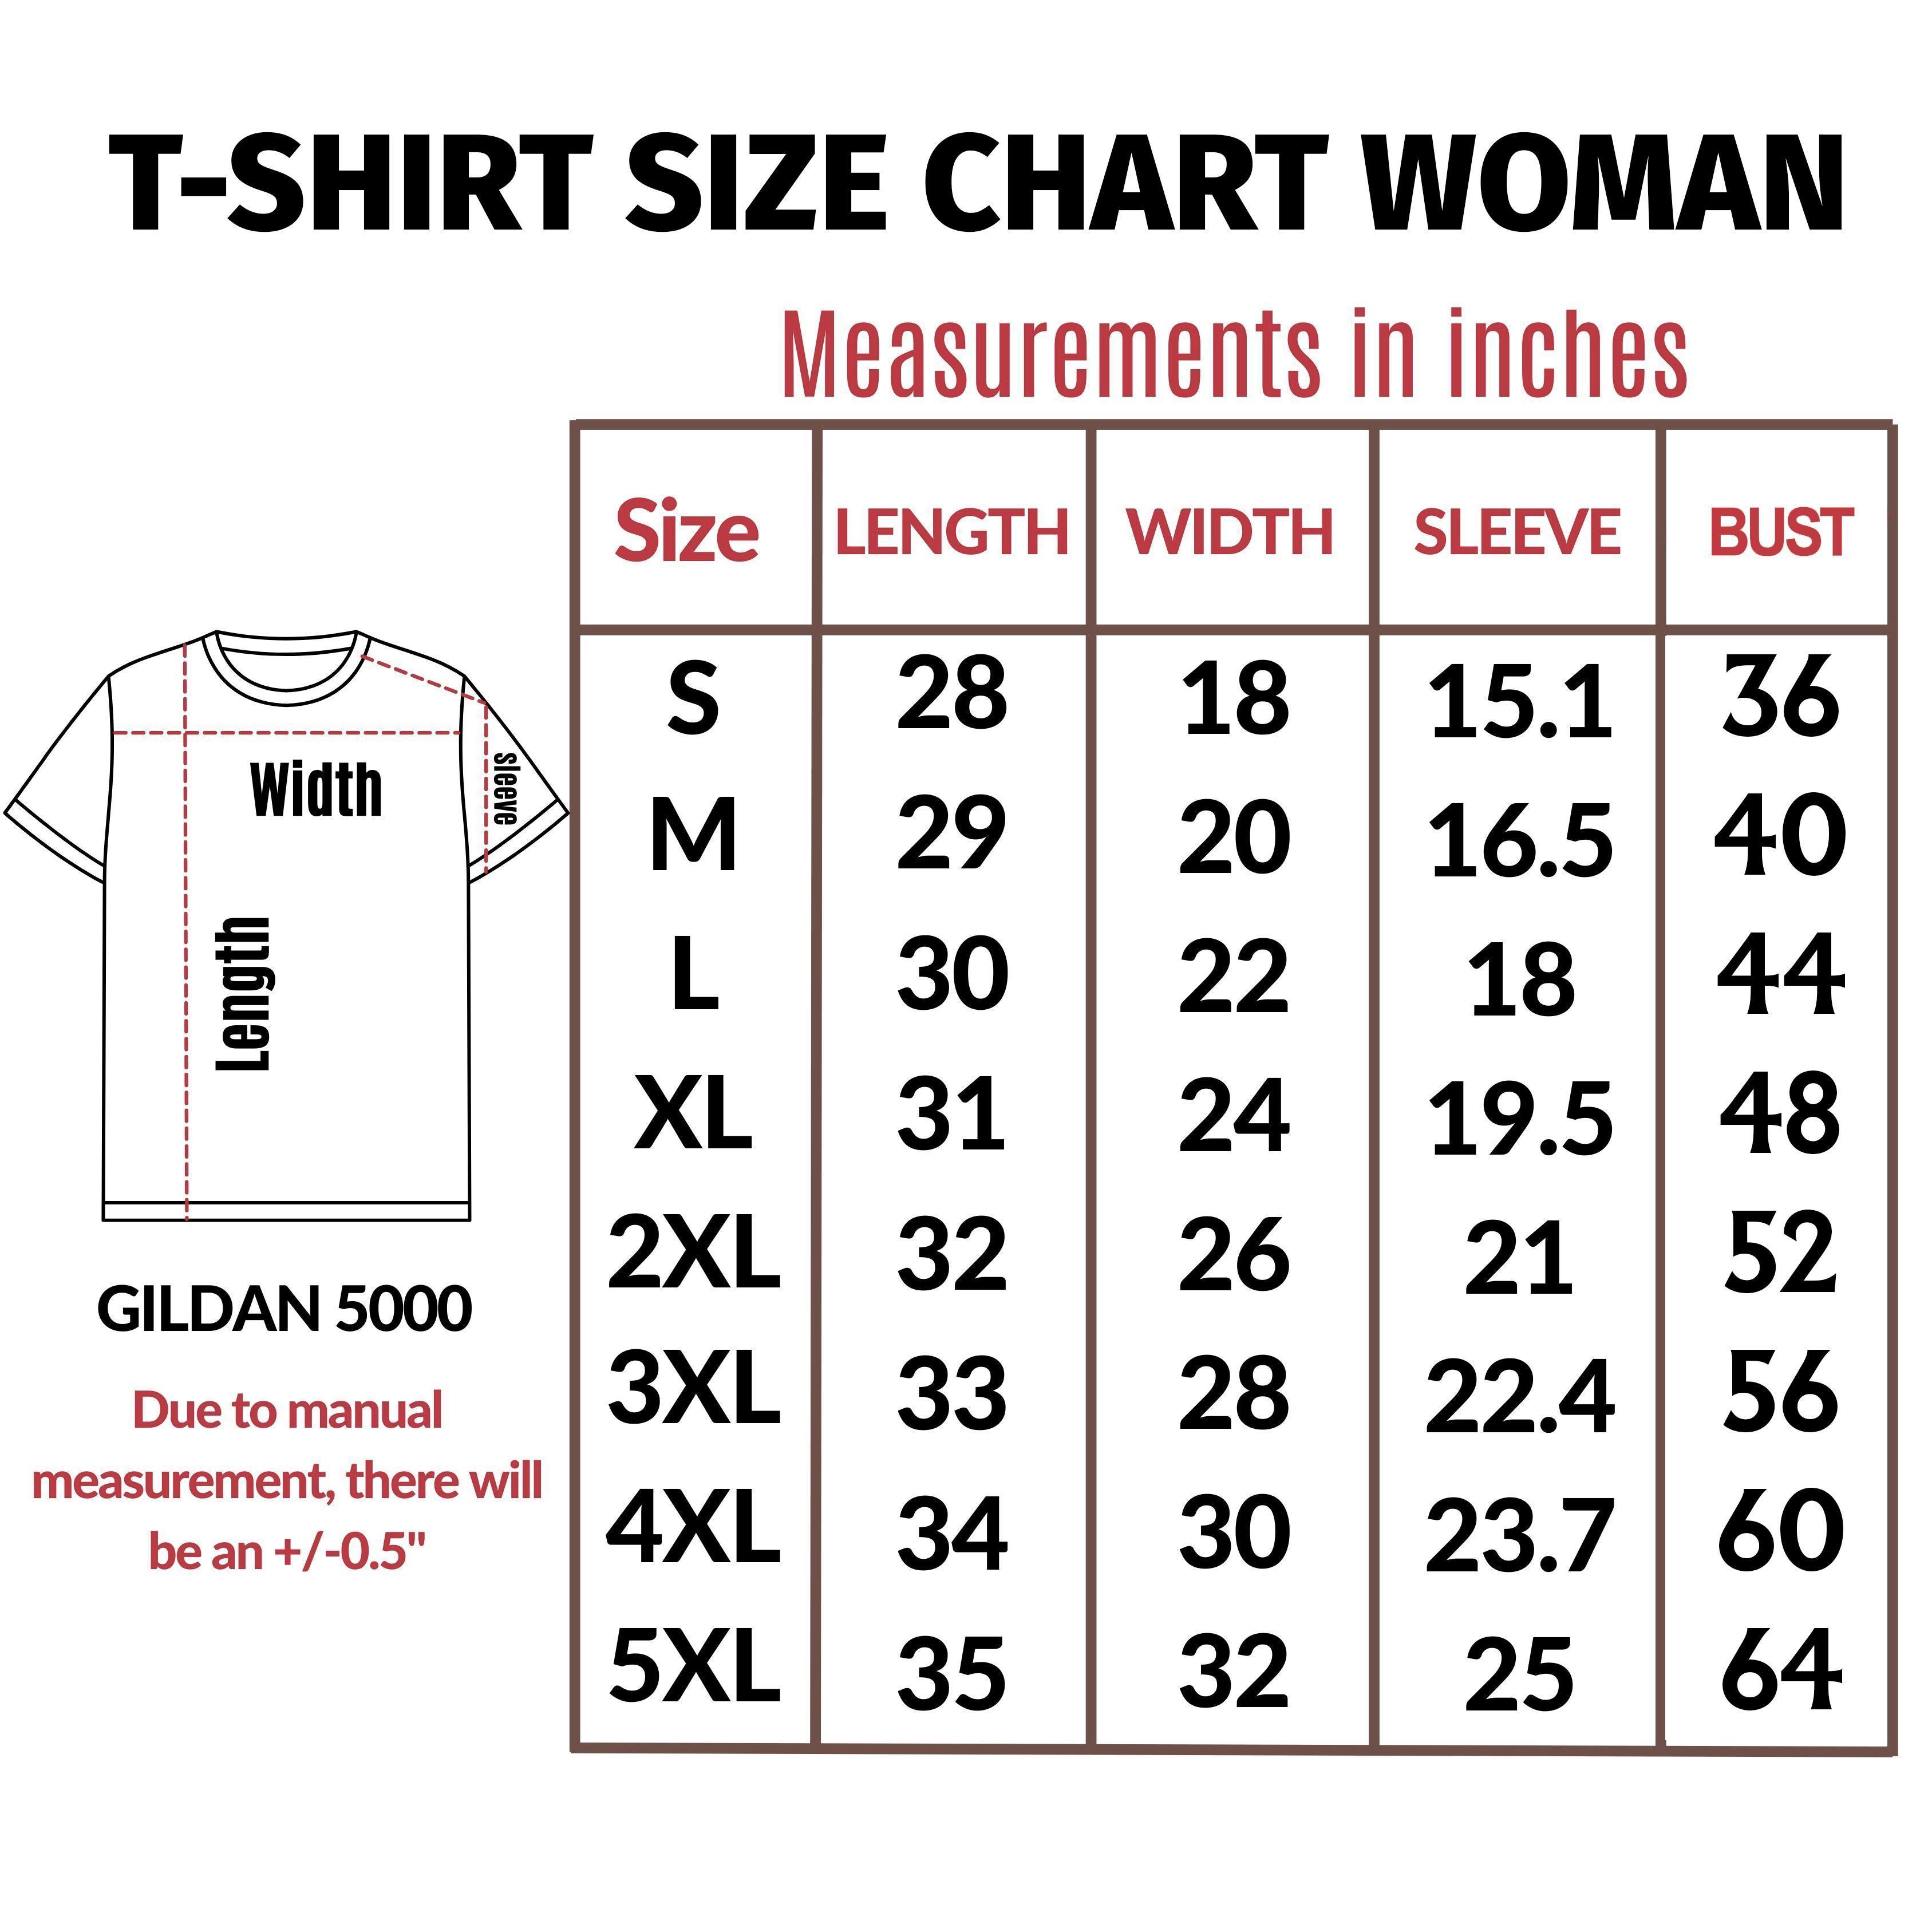 T-SHIRT SIZE CHART WOMAN
Measurements in inches
Size LENGTH WIDTH SLEEVE BUST
S 28 18 15.1 36
M 29 20 16.5 40
L 30 22 18 44
XL 31 24 19.5 48
2XL 32 26 21 52
3XL 33 28 22.4 56
4XL 34 30 23.7 60
5XL 35 32 25 64
Width
sleeve
Length
GILDAN 5000
Due to manual
measurement, there will
be an +/-0.5"